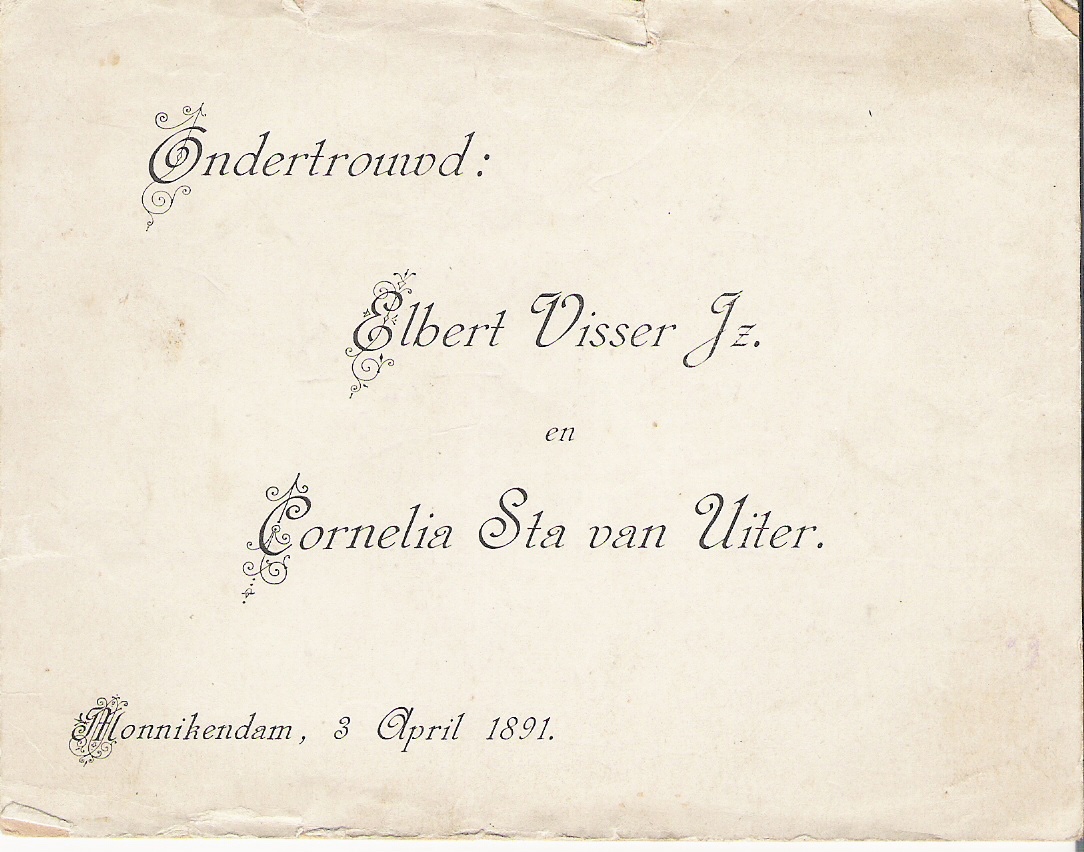 Ondertrouwd:
Elbert Visser Jz.
en
Cornelia Sta van Uiter.
Monnikendam, 3 April 1891.